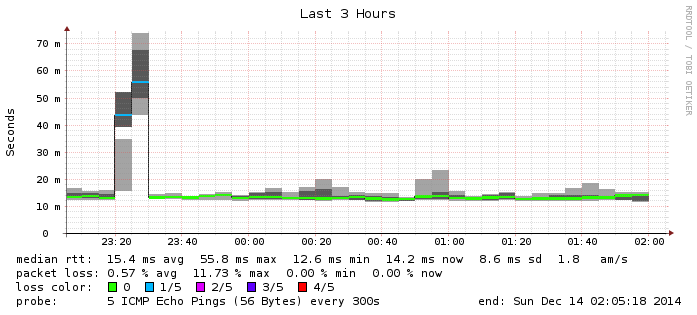 Last 3 Hours
RRDTOOL / TOBI OETIKER
Seconds
70 m
60 m
50 m
40 m
30 m
20 m
10 m
0
23:20 23:40 00:00 00:20 00:40 01:00 01:20 01:40 02:00
median rtt: 15.4 ms avg 55.8 ms max 12.6 ms min 14.2 ms now 8.6 ms sd 1.8 am/s
packet loss: 0.57 % avg 11.73 % max 0.00 % min 0.00 % now
loss color: 0 1/5 2/5 3/5 4/5
probe: 5 ICMP Echo Pings (56 Bytes) every 300s end: Sun Dec 14 02:05:18 2014